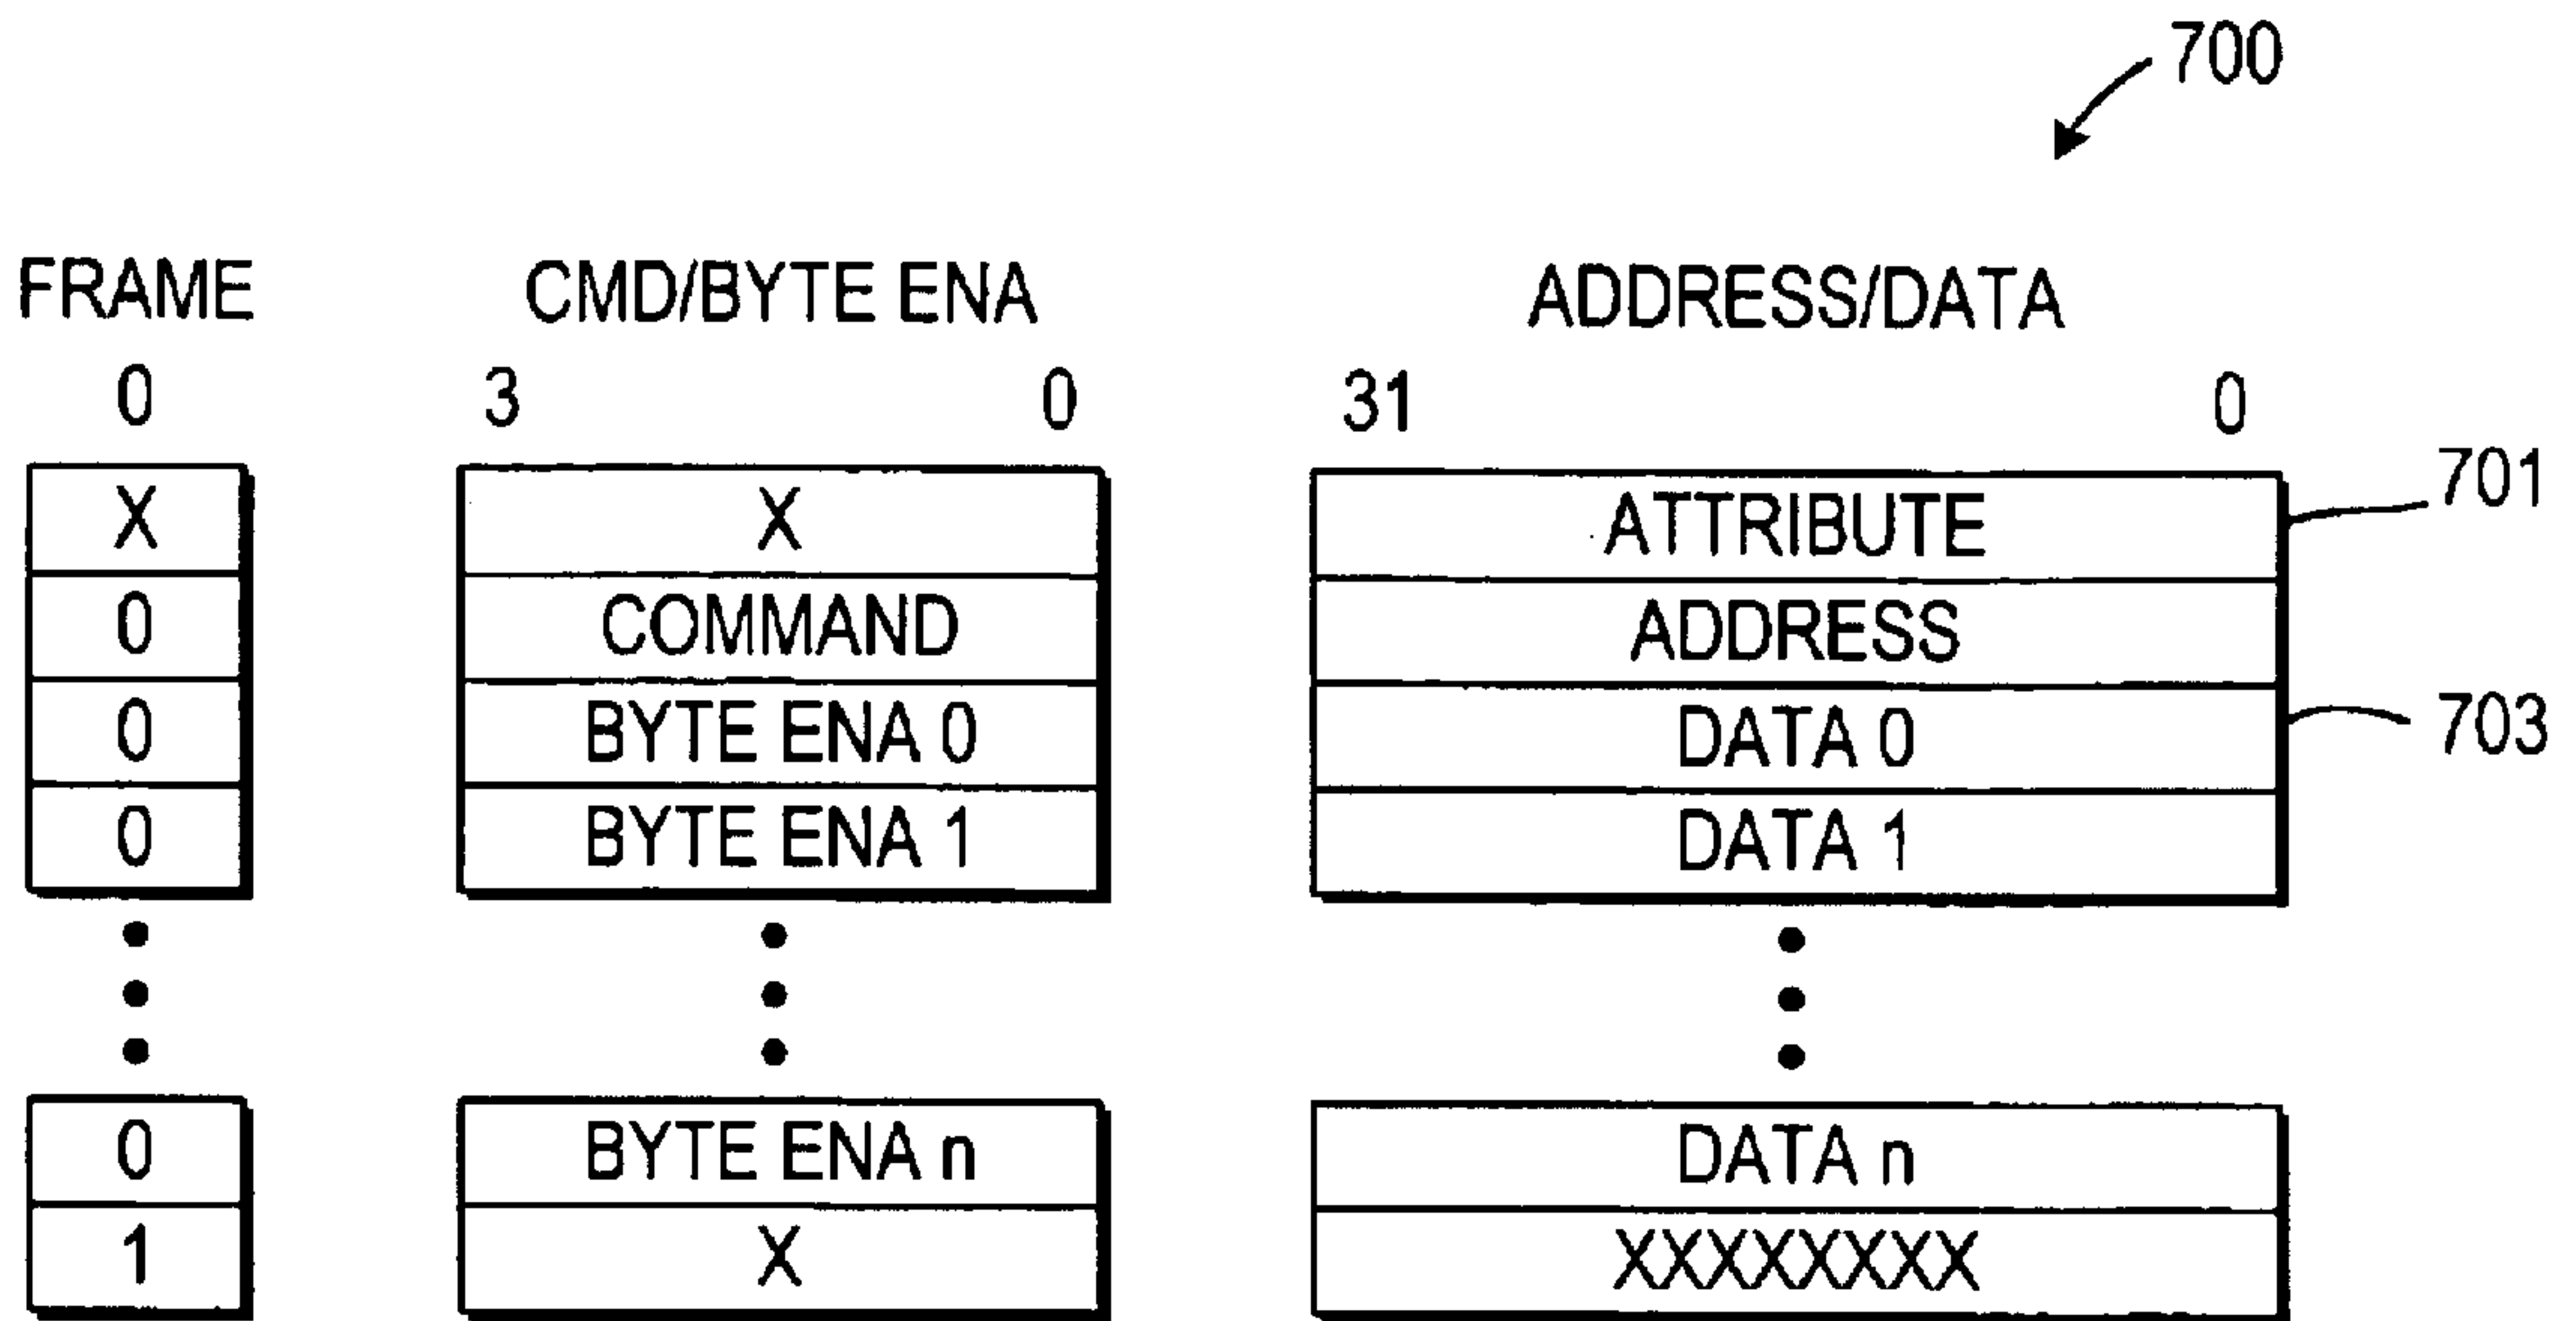 700
FRAME CMD/BYTE ENA ADDRESS/DATA
0 3 0 31 0
X X ATTRIBUTE 701
0 COMMAND ADDRESS
0 BYTE ENA 0 DATA 0 703
0 BYTE ENA 1 DATA 1
0 BYTE ENA n DATA n
1 X XXXXXXXX